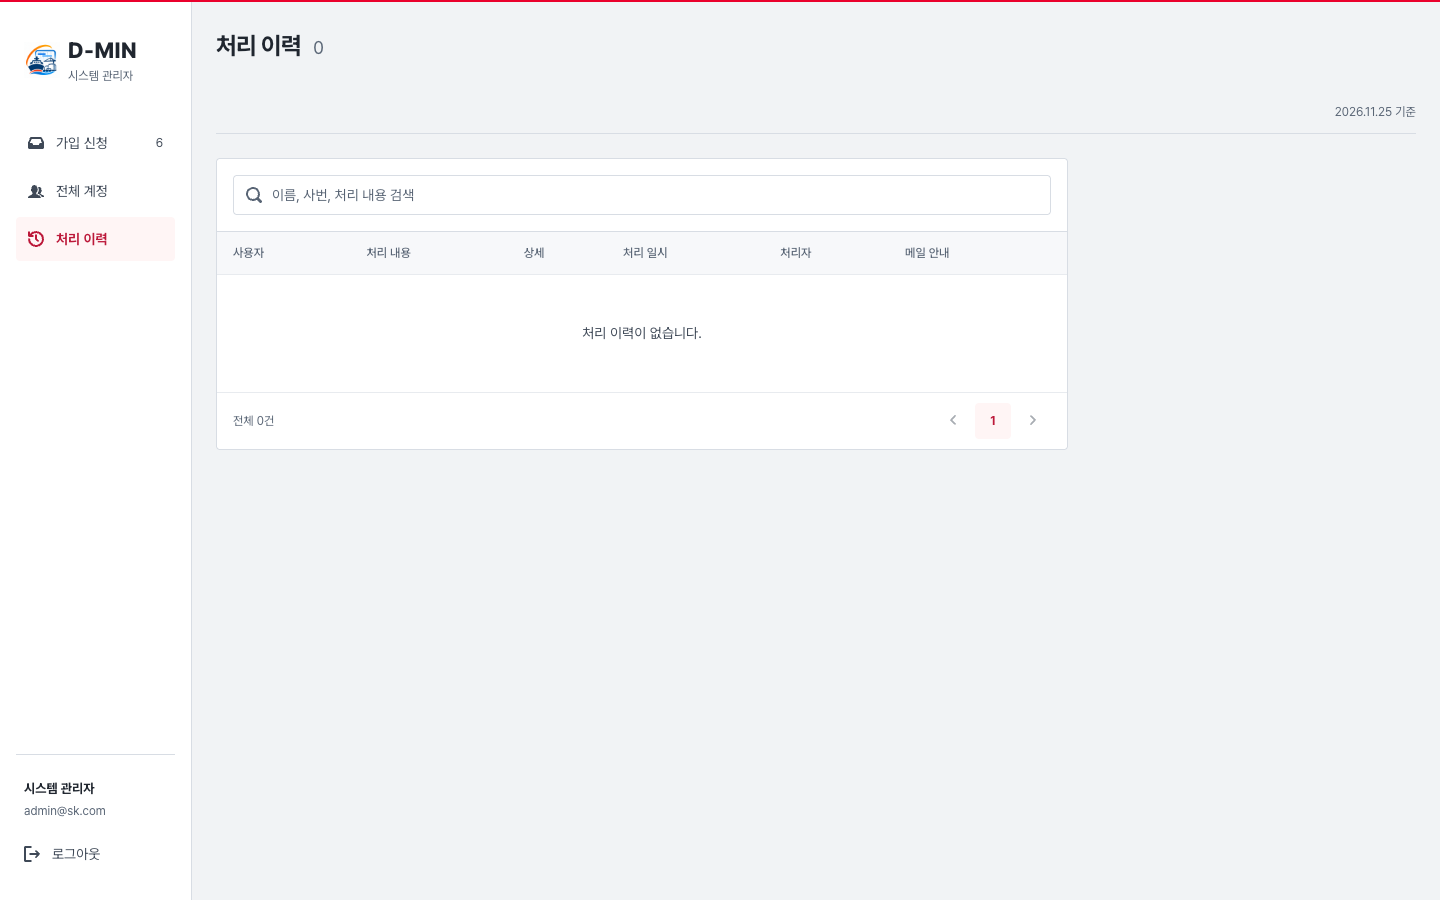 D-MIN
시스템 관리자
가입 신청 6
전체 계정
처리 이력
시스템 관리자
admin@sk.com
로그아웃
처리 이력 0
2026.11.25 기준
이름, 사번, 처리 내용 검색
사용자 처리 내용 상세 처리 일시 처리자 메일 안내
처리 이력이 없습니다.
전체 0건
1